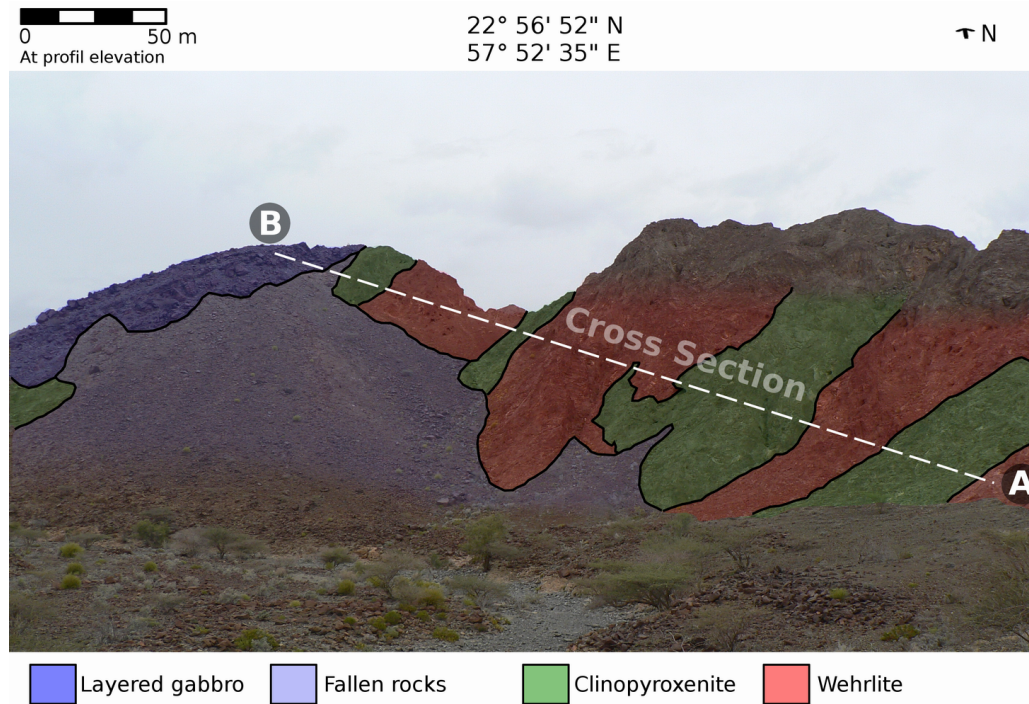 0 50 m
At profil elevation
22° 56' 52" N
57° 52' 35" E
N
B
Cross Section
A
Layered gabbro
Fallen rocks
Clinopyroxenite
Wehrlite